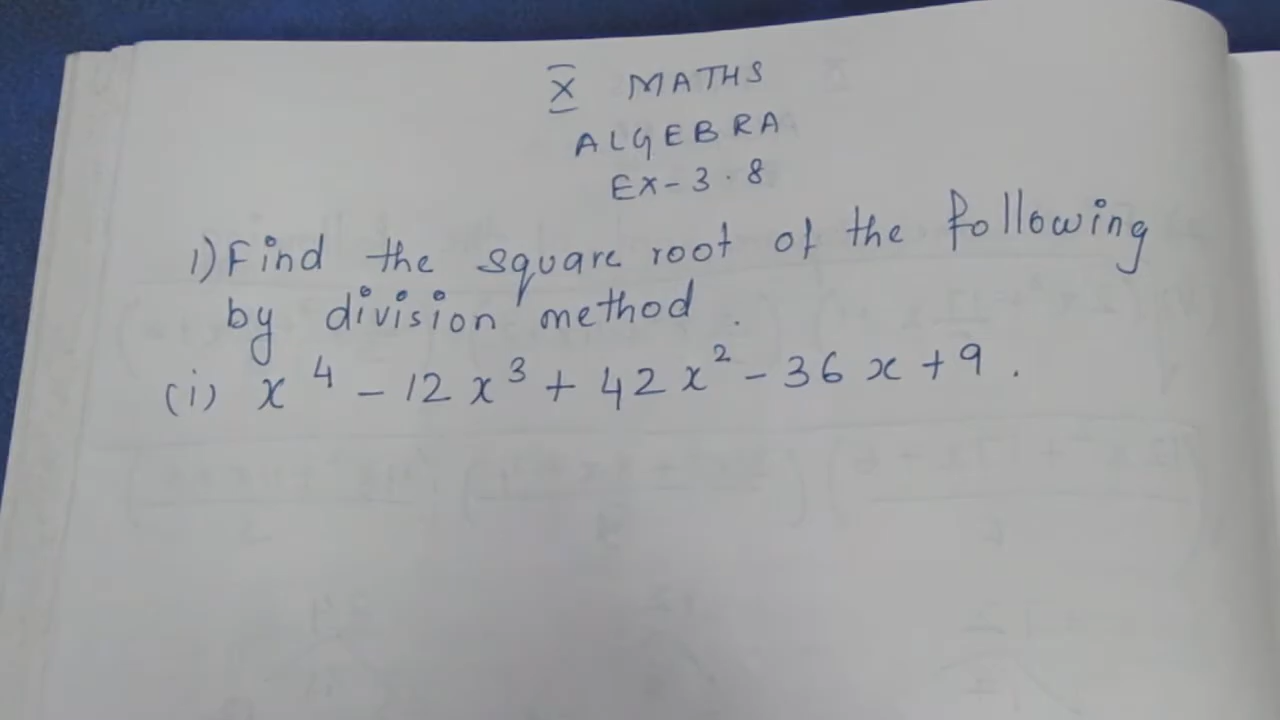 X MATHS
ALGEBRA
EX-3.8
1) Find the square root of the following
by division method.
(i) x⁴ - 12x³ + 42x² - 36x + 9.